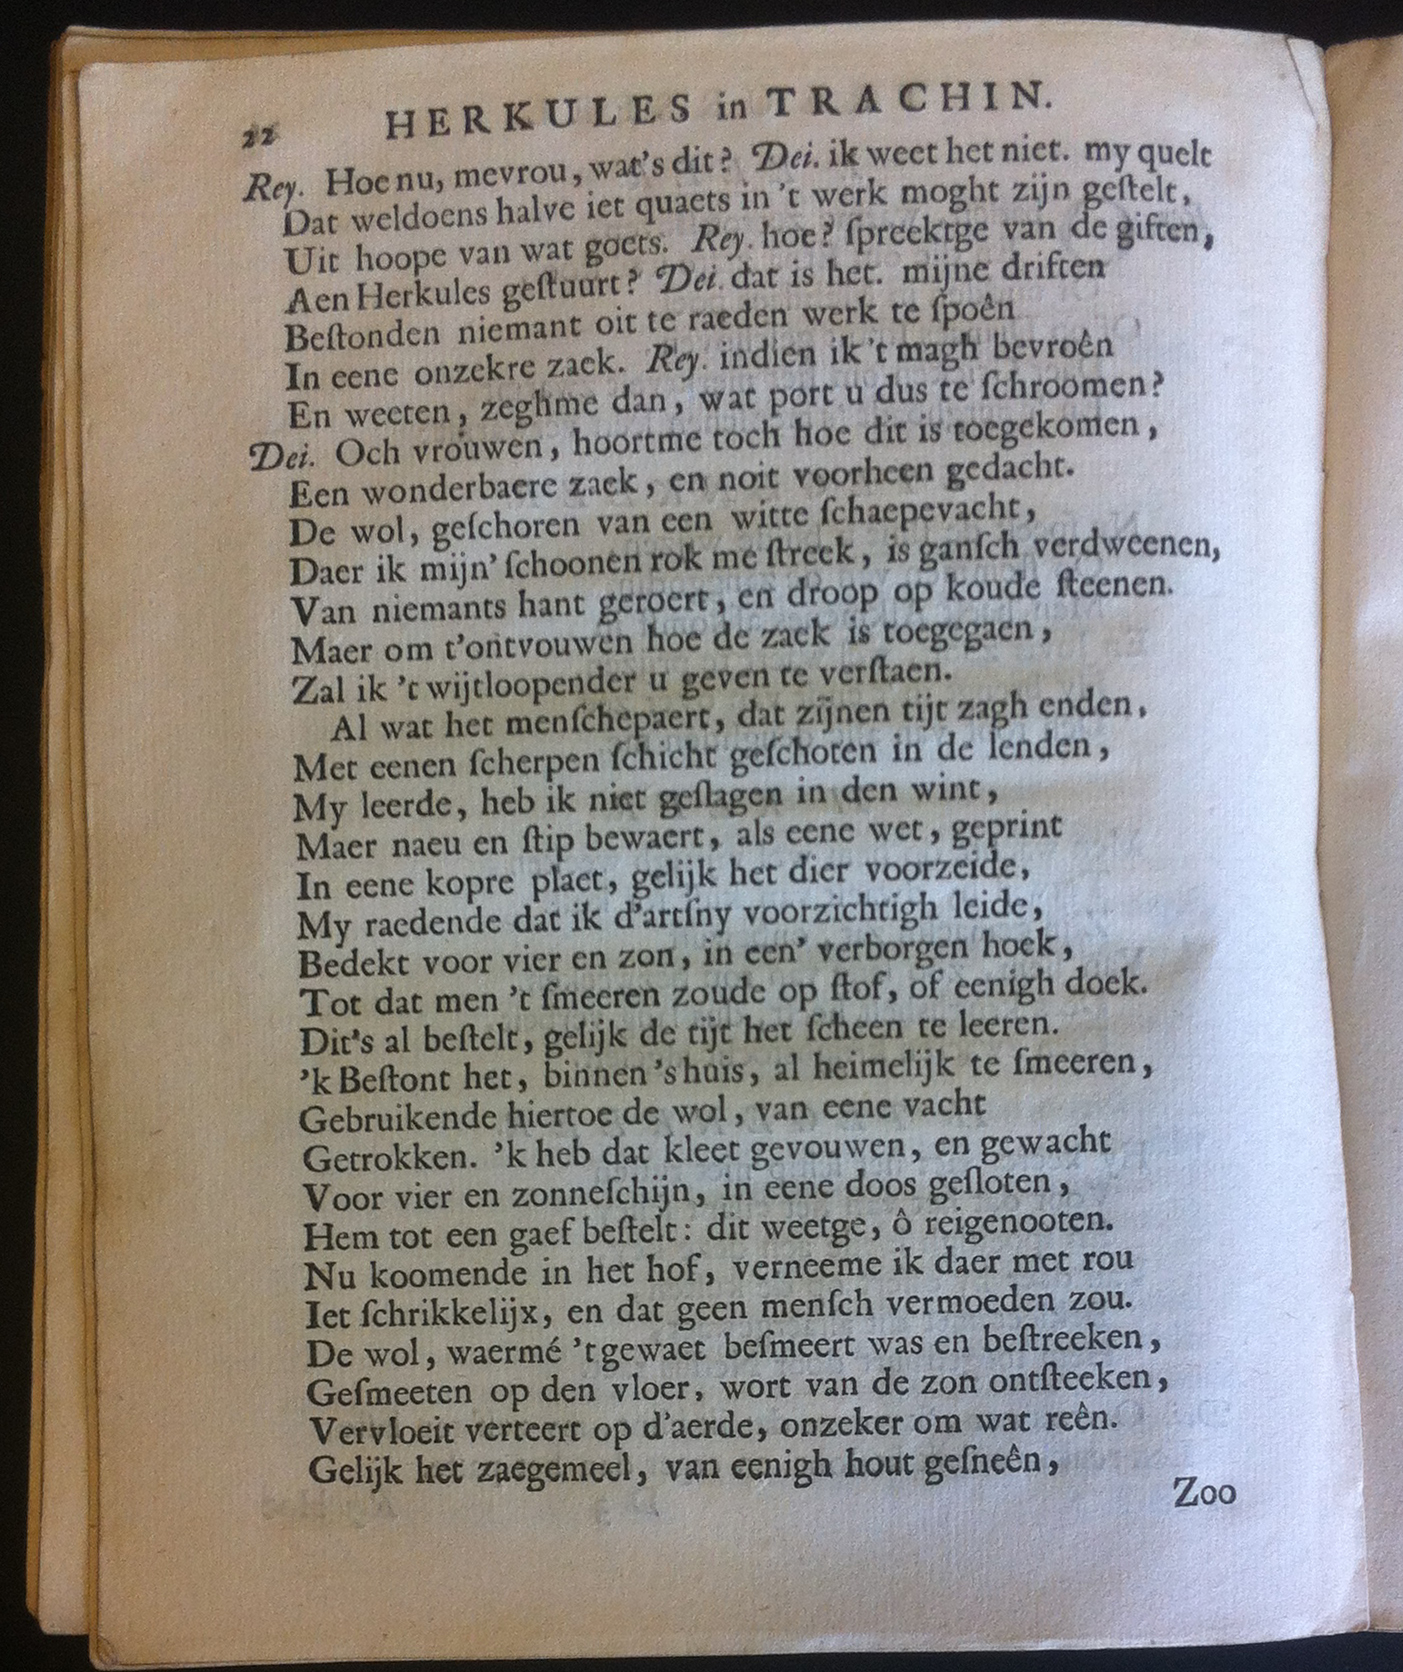 22 HERKULES in TRACHIN.
Rey. Hoe nu, mevrou, wat's dit? Dei. ik weet het niet. my quelt
Dat weldoens halve iet quaets in 't werk moght zijn geſtelt,
Uit hoope van wat goets. Rey. hoe? ſpreektge van de giften,
Aen Herkules geſtuurt? Dei. dat is het. mijne driften
Beſtonden niemant oit te raeden werk te ſpoên
In eene onzekre zaek. Rey. indien ik 't magh bevroên
En weeten, zeghme dan, wat port u dus te ſchroomen?
Dei. Och vrouwen, hoortme toch hoe dit is toegekomen,
Een wonderbaere zaek, en noit voorheen gedacht.
De wol, geſchoren van een witte ſchaepevacht,
Daer ik mijn' ſchoonen rok me ſtreek, is ganſch verdweenen,
Van niemants hant geroert, en droop op koude ſteenen.
Maer om t'ontvouwen hoe de zaek is toegegaen,
Zal ik 't wijtloopender u geven te verſtaen.
Al wat het menſchepaert, dat zijnen tijt zagh enden,
Met eenen ſcherpen ſchicht geſchoten in de lenden,
My leerde, heb ik niet geſlagen in den wint,
Maer naeu en ſtip bewaert, als eene wet, geprint
In eene kopre plaet, gelijk het dier voorzeide,
My raedende dat ik d'artſny voorzichtigh leide,
Bedekt voor vier en zon, in een' verborgen hoek,
Tot dat men 't ſmeeren zoude op ſtof, of eenigh doek.
Dit's al beſtelt, gelijk de tijt het ſcheen te leeren.
'k Beſtont het, binnen 's huis, al heimelijk te ſmeeren,
Gebruikende hiertoe de wol, van eene vacht
Getrokken. 'k heb dat kleet gevouwen, en gewacht
Voor vier en zonneſchijn, in eene doos geſloten,
Hem tot een gaef beſtelt: dit weetge, ô reigenooten.
Nu koomende in het hof, verneeme ik daer met rou
Iet ſchrikkelijx, en dat geen menſch vermoeden zou.
De wol, waermé 't gewaet beſmeert was en beſtreeken,
Geſmeeten op den vloer, wort van de zon ontſteeken,
Vervloeit verteert op d'aerde, onzeker om wat reên.
Gelijk het zaegemeel, van eenigh hout geſneên,
Zoo